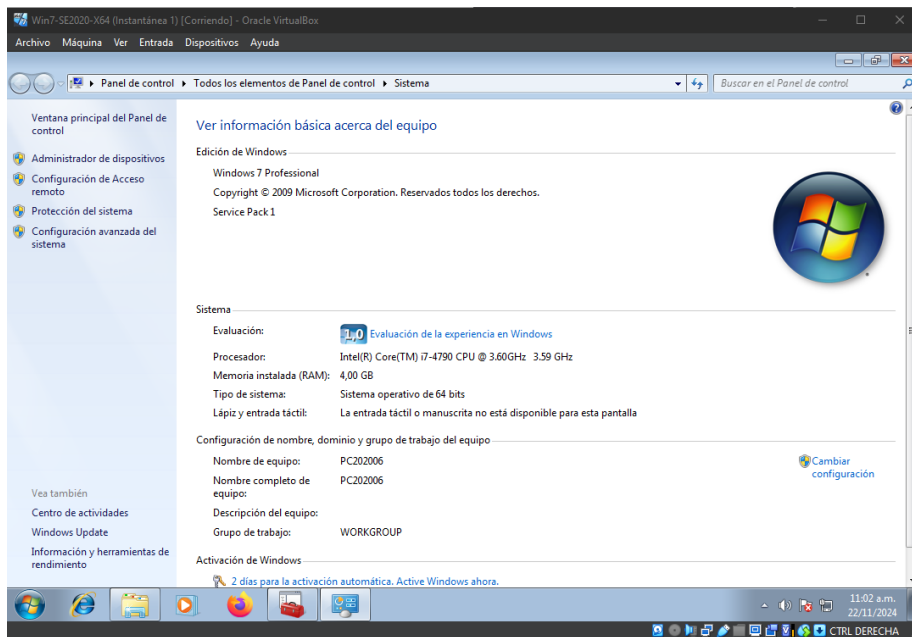 Win7-SE2020-X64 (Instantánea 1) [Corriendo] - Oracle VirtualBox
Archivo Máquina Ver Entrada Dispositivos Ayuda
Panel de control Todos los elementos de Panel de control Sistema
Buscar en el Panel de control
Ventana principal del Panel de
control
Administrador de dispositivos
Configuración de Acceso
remoto
Protección del sistema
Configuración avanzada del
sistema
Ver información básica acerca del equipo
Edición de Windows
Windows 7 Professional
Copyright © 2009 Microsoft Corporation. Reservados todos los derechos.
Service Pack 1
Sistema
Evaluación: 1,0 Evaluación de la experiencia en Windows
Procesador: Intel(R) Core(TM) i7-4790 CPU @ 3.60GHz 3.59 GHz
Memoria instalada (RAM): 4,00 GB
Tipo de sistema: Sistema operativo de 64 bits
Lápiz y entrada táctil: La entrada táctil o manuscrita no está disponible para esta pantalla
Configuración de nombre, dominio y grupo de trabajo del equipo
Nombre de equipo: PC202006
Cambiar
configuración
Nombre completo de
equipo: PC202006
Descripción del equipo:
Grupo de trabajo: WORKGROUP
Activación de Windows
2 días para la activación automática. Active Windows ahora.
Vea también
Centro de actividades
Windows Update
Información y herramientas de
rendimiento
11:02 a.m.
22/11/2024
CTRL DERECHA